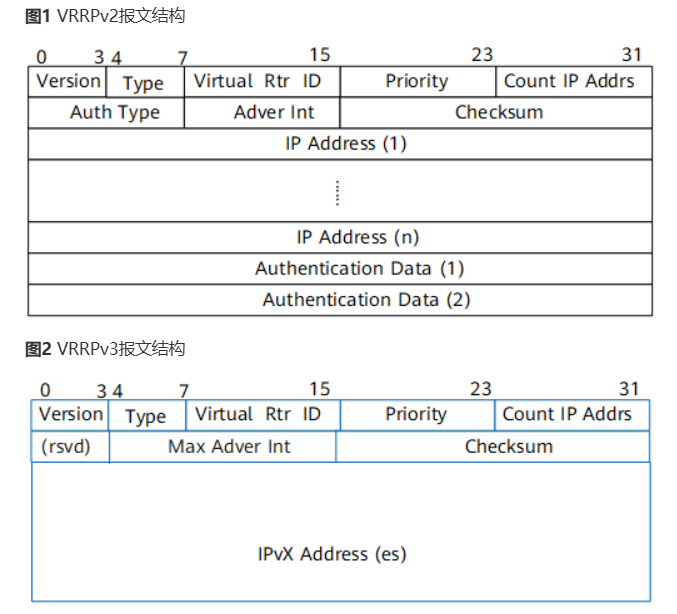 图1 VRRPv2报文结构
0 3 4 7 15 23 31
Version Type Virtual Rtr ID Priority Count IP Addrs
Auth Type Adver Int Checksum
IP Address (1)
IP Address (n)
Authentication Data (1)
Authentication Data (2)
图2 VRRPv3报文结构
0 3 4 7 15 23 31
Version Type Virtual Rtr ID Priority Count IP Addrs
(rsvd) Max Adver Int Checksum
IPvX Address (es)